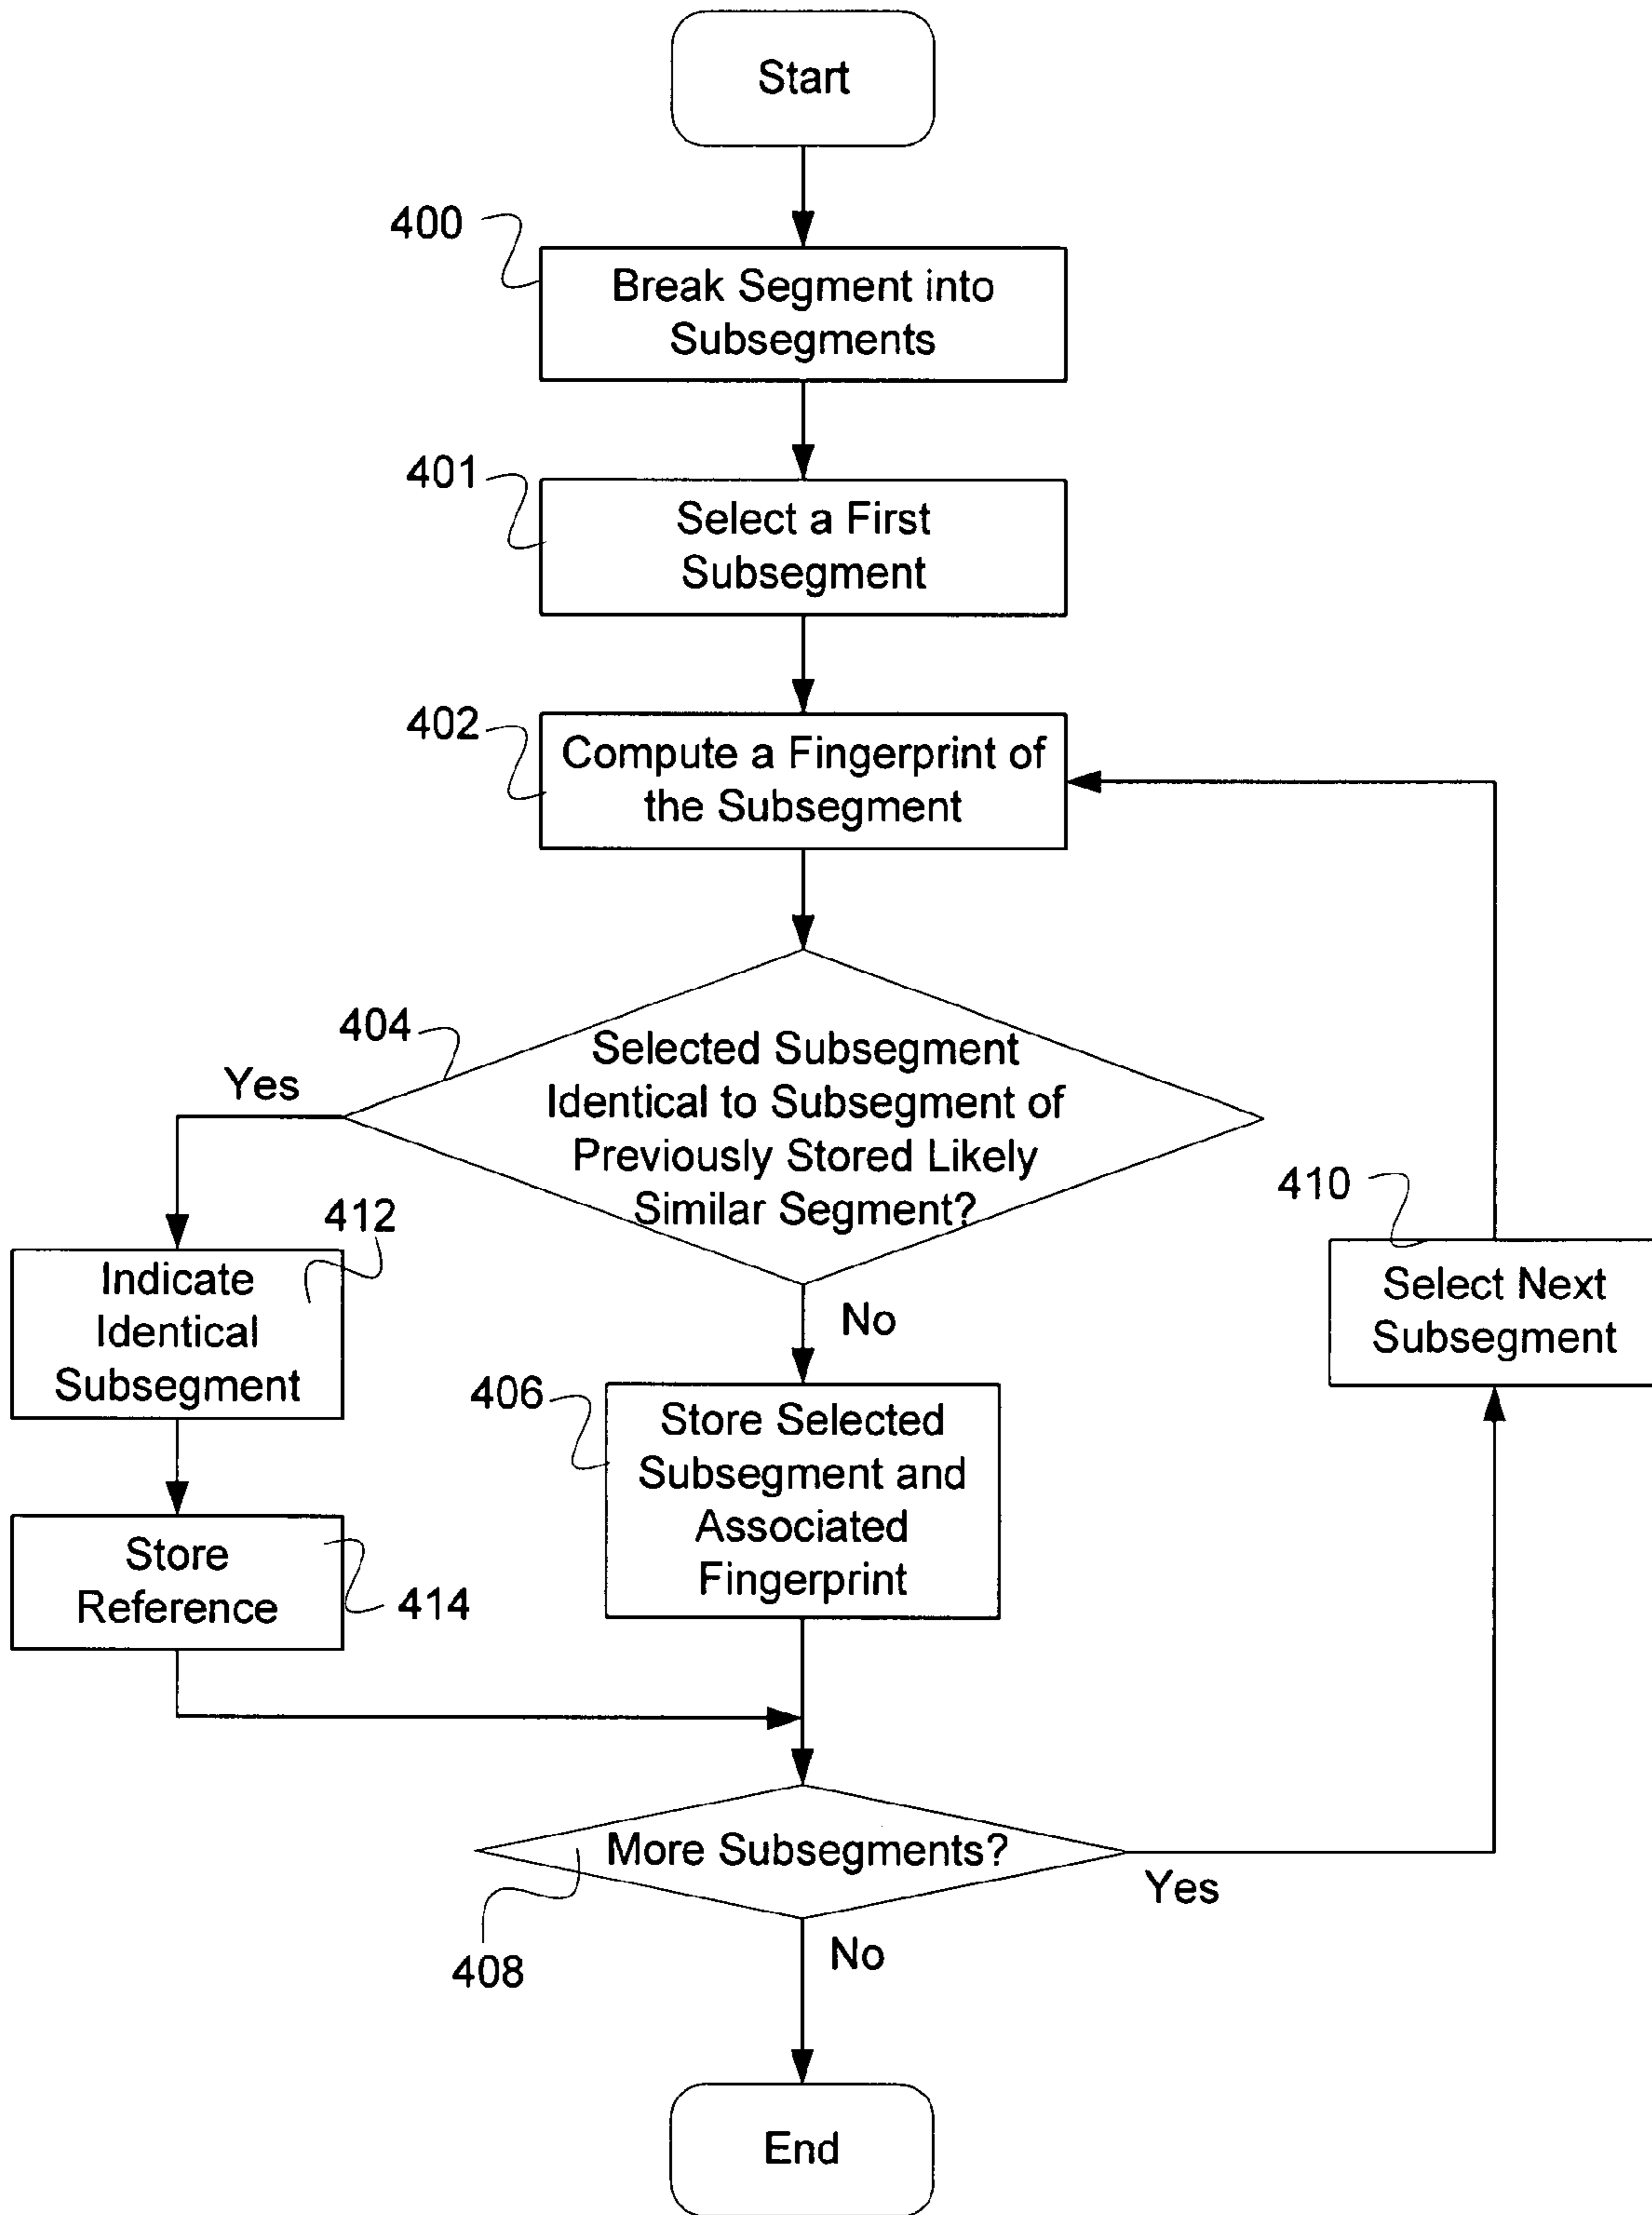 Start
400
Break Segment into
Subsegments
401
Select a First
Subsegment
402
Compute a Fingerprint of
the Subsegment
404
Selected Subsegment
Identical to Subsegment of
Previously Stored Likely
Similar Segment?
Yes
No
412
Indicate
Identical
Subsegment
410
Select Next
Subsegment
406
Store Selected
Subsegment and
Associated
Fingerprint
Store
Reference
414
More Subsegments?
Yes
408
No
End